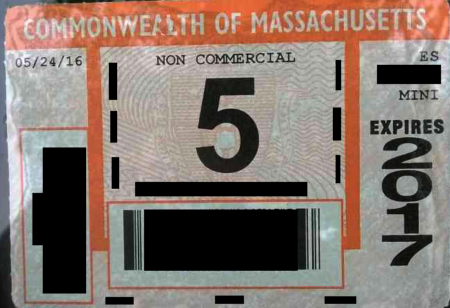 COMMONWEALTH OF MASSACHUSETTS
05/24/16 NON COMMERCIAL ES
MINI
5
EXPIRES
2017